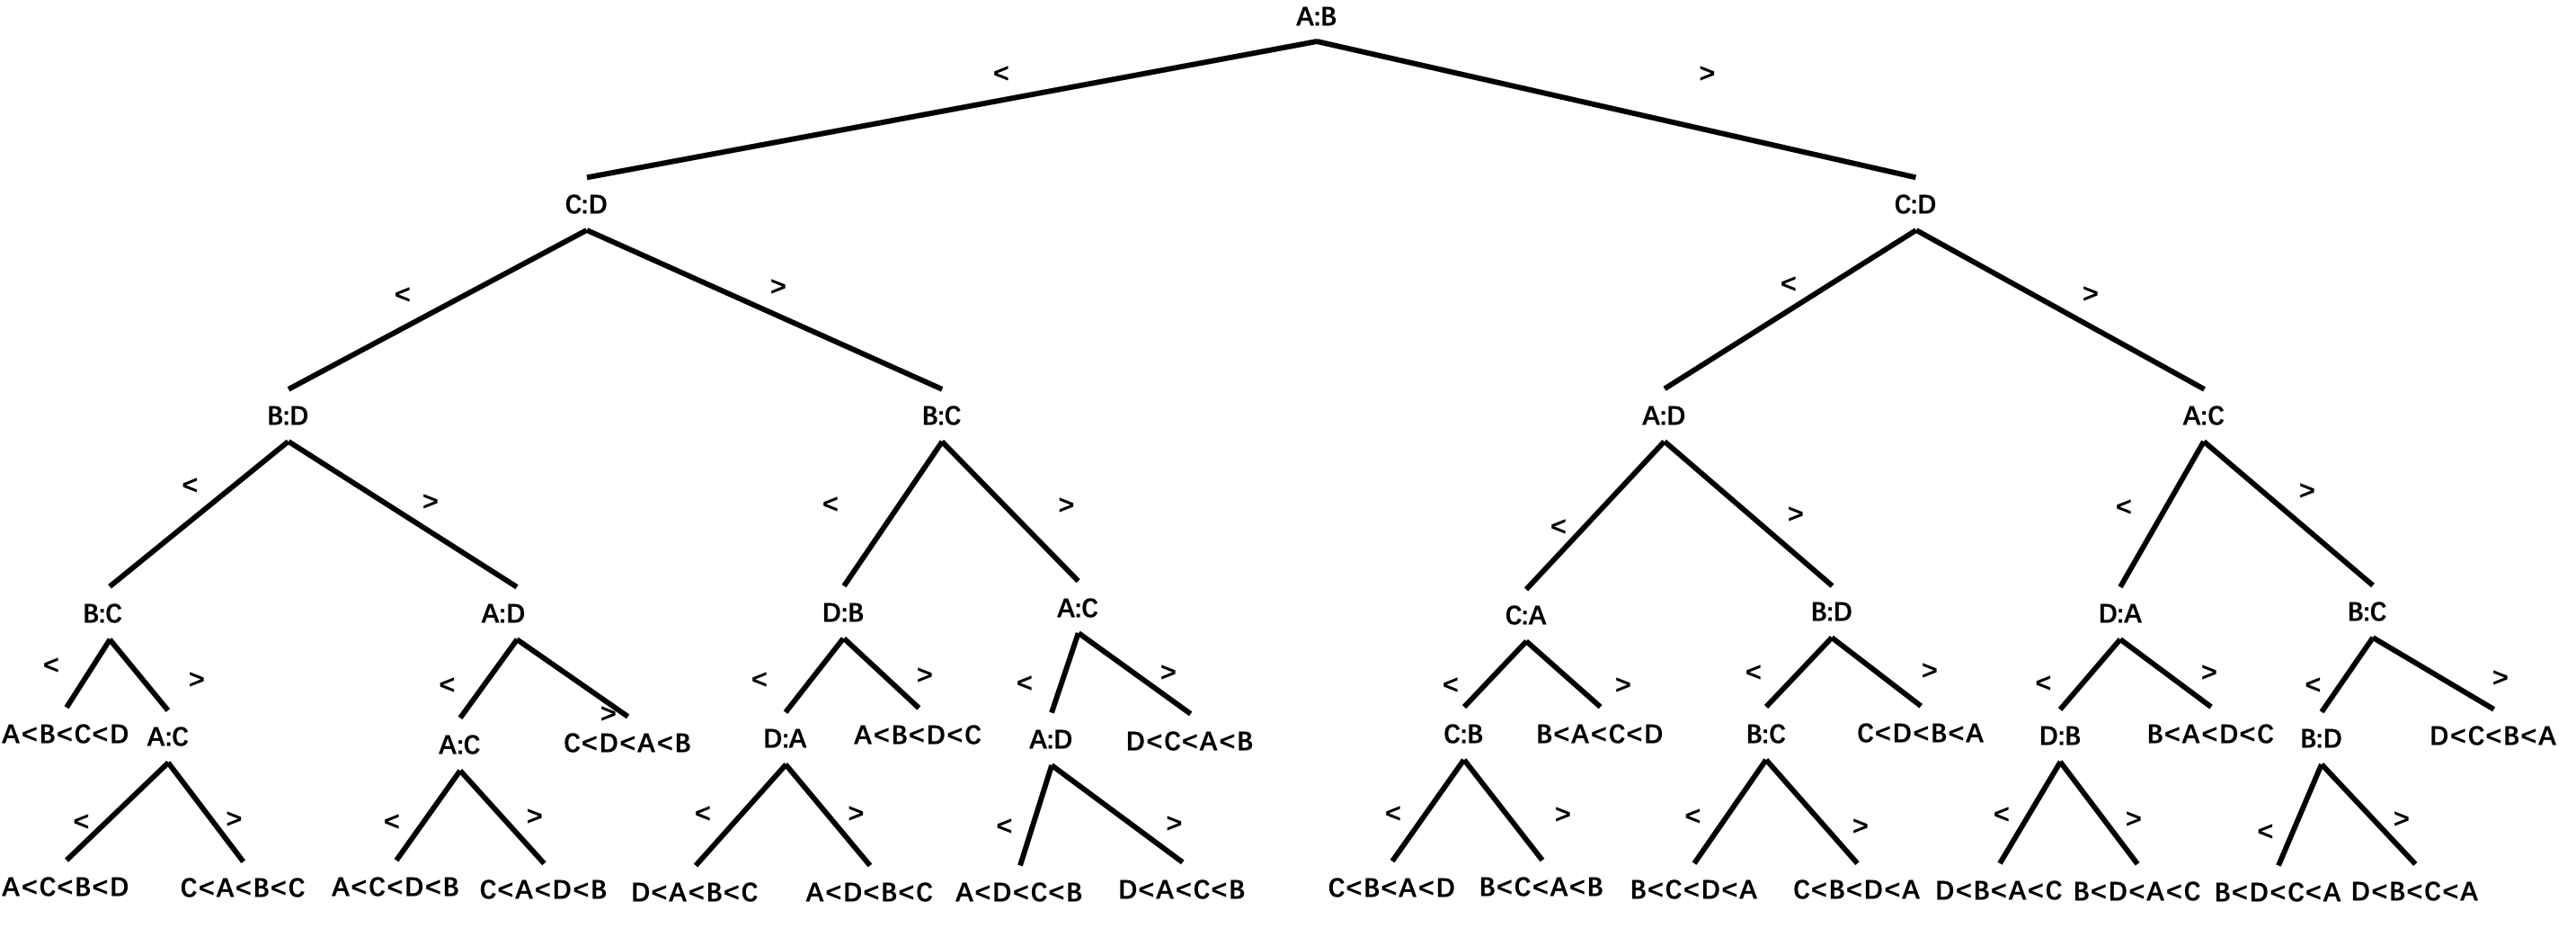 A:B
< >
C:D C:D
< > < >
B:D B:C A:D A:C
< > < > < > < >
B:C A:D D:B A:C C:A B:D D:A B:C
< > < > < > < > < > < > < > < >
A<B<C<D A:C A:C C<D<A<B D:A A<B<D<C A:D D<C<A<B C:B B<A<C<D B:C C<D<B<A D:B B<A<D<C B:D D<C<B<A
< > < > < > < > < > < > < > < >
A<C<B<D C<A<B<C A<C<D<B C<A<D<B D<A<B<C A<D<B<C A<D<C<B D<A<C<B C<B<A<D B<C<A<B B<C<D<A C<B<D<A D<B<A<C B<D<A<C B<D<C<A D<B<C<A